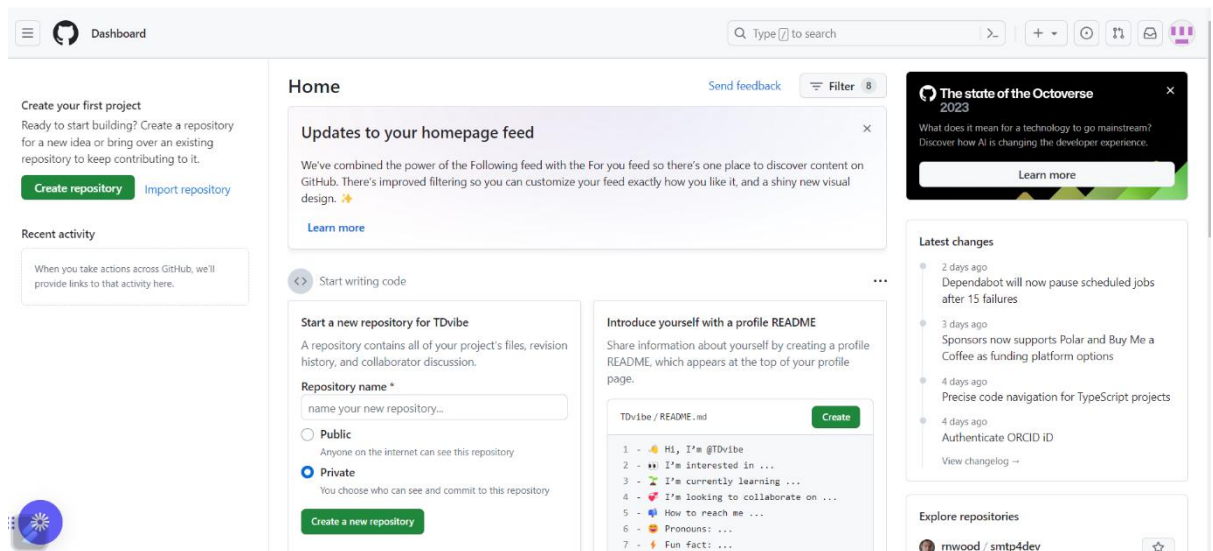 Dashboard
Type / to search
Create your first project
Ready to start building? Create a repository
for a new idea or bring over an existing
repository to keep contributing to it.
Create repository
Import repository
Recent activity
When you take actions across GitHub, we'll
provide links to that activity here.
Home
Send feedback
Filter 8
Updates to your homepage feed
We've combined the power of the Following feed with the For you feed so there's one place to discover content on
GitHub. There's improved filtering so you can customize your feed exactly how you like it, and a shiny new visual
design. ✨
Learn more
Start writing code
Start a new repository for TDvibe
A repository contains all of your project's files, revision
history, and collaborator discussion.
Repository name *
name your new repository...
Public
Anyone on the internet can see this repository
Private
You choose who can see and commit to this repository
Create a new repository
Introduce yourself with a profile README
Share information about yourself by creating a profile
README, which appears at the top of your profile
page.
TDvibe / README.md
Create
1 - 👋 Hi, I'm @TDvibe
2 - 👀 I'm interested in ...
3 - 🌱 I'm currently learning ...
4 - 💞️ I'm looking to collaborate on ...
5 - 📫 How to reach me ...
6 - 😄 Pronouns: ...
7 - ⚡ Fun fact: ...
The state of the Octoverse
2023
What does it mean for a technology to go mainstream?
Discover how AI is changing the developer experience.
Learn more
Latest changes
2 days ago
Dependabot will now pause scheduled jobs
after 15 failures
3 days ago
Sponsors now supports Polar and Buy Me a
Coffee as funding platform options
4 days ago
Precise code navigation for TypeScript projects
4 days ago
Authenticate ORCID iD
View changelog →
Explore repositories
rnwood / smtp4dev